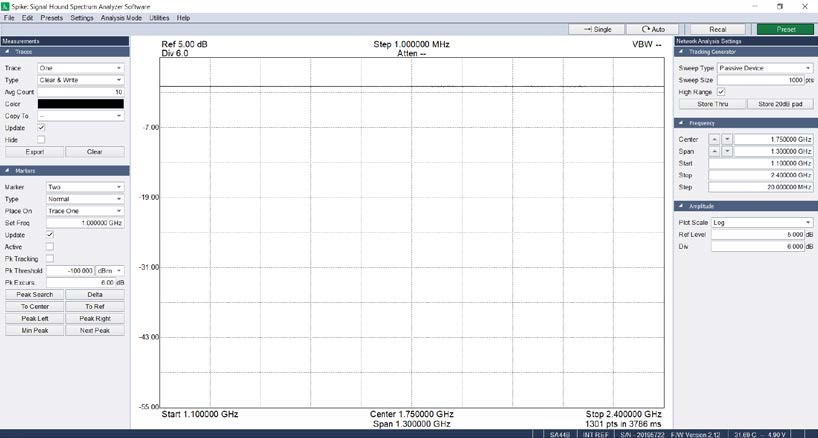 Spike: Signal Hound Spectrum Analyzer Software
File Edit Presets Settings Analysis Mode Utilities Help
Single Auto Recal Preset
Measurements
Traces
Trace One
Type Clear & Write
Avg Count 10
Color
Copy To --
Update
Hide
Export Clear
Markers
Marker Two
Type Normal
Place On Trace One
Set Freq 1.000000 GHz
Update
Active
Pk Tracking
Pk Threshold -100.000 dBm
Pk Excurs. 6.00 dB
Peak Search Delta
To Center To Ref
Peak Left Peak Right
Min Peak Next Peak
Ref 5.00 dB Step 1.000000 MHz VBW --
Div 6.0 Atten --
-7.00
-19.00
-31.00
-43.00
-55.00
Start 1.100000 GHz Center 1.750000 GHz Stop 2.400000 GHz
Span 1.300000 GHz 1301 pts in 3786 ms
Network Analysis Settings
Tracking Generator
Sweep Type Passive Device
Sweep Size 1000 pts
High Range
Store Thru Store 20dB pad
Frequency
Center 1.750000 GHz
Span 1.300000 GHz
Start 1.100000 GHz
Stop 2.400000 GHz
Step 20.000000 MHz
Amplitude
Plot Scale Log
Ref Level 5.000 dB
Div 6.000 dB
SA44B INT REF S/N - 20195722 F/W Version 2.12 31.69 C -- 4.90 V